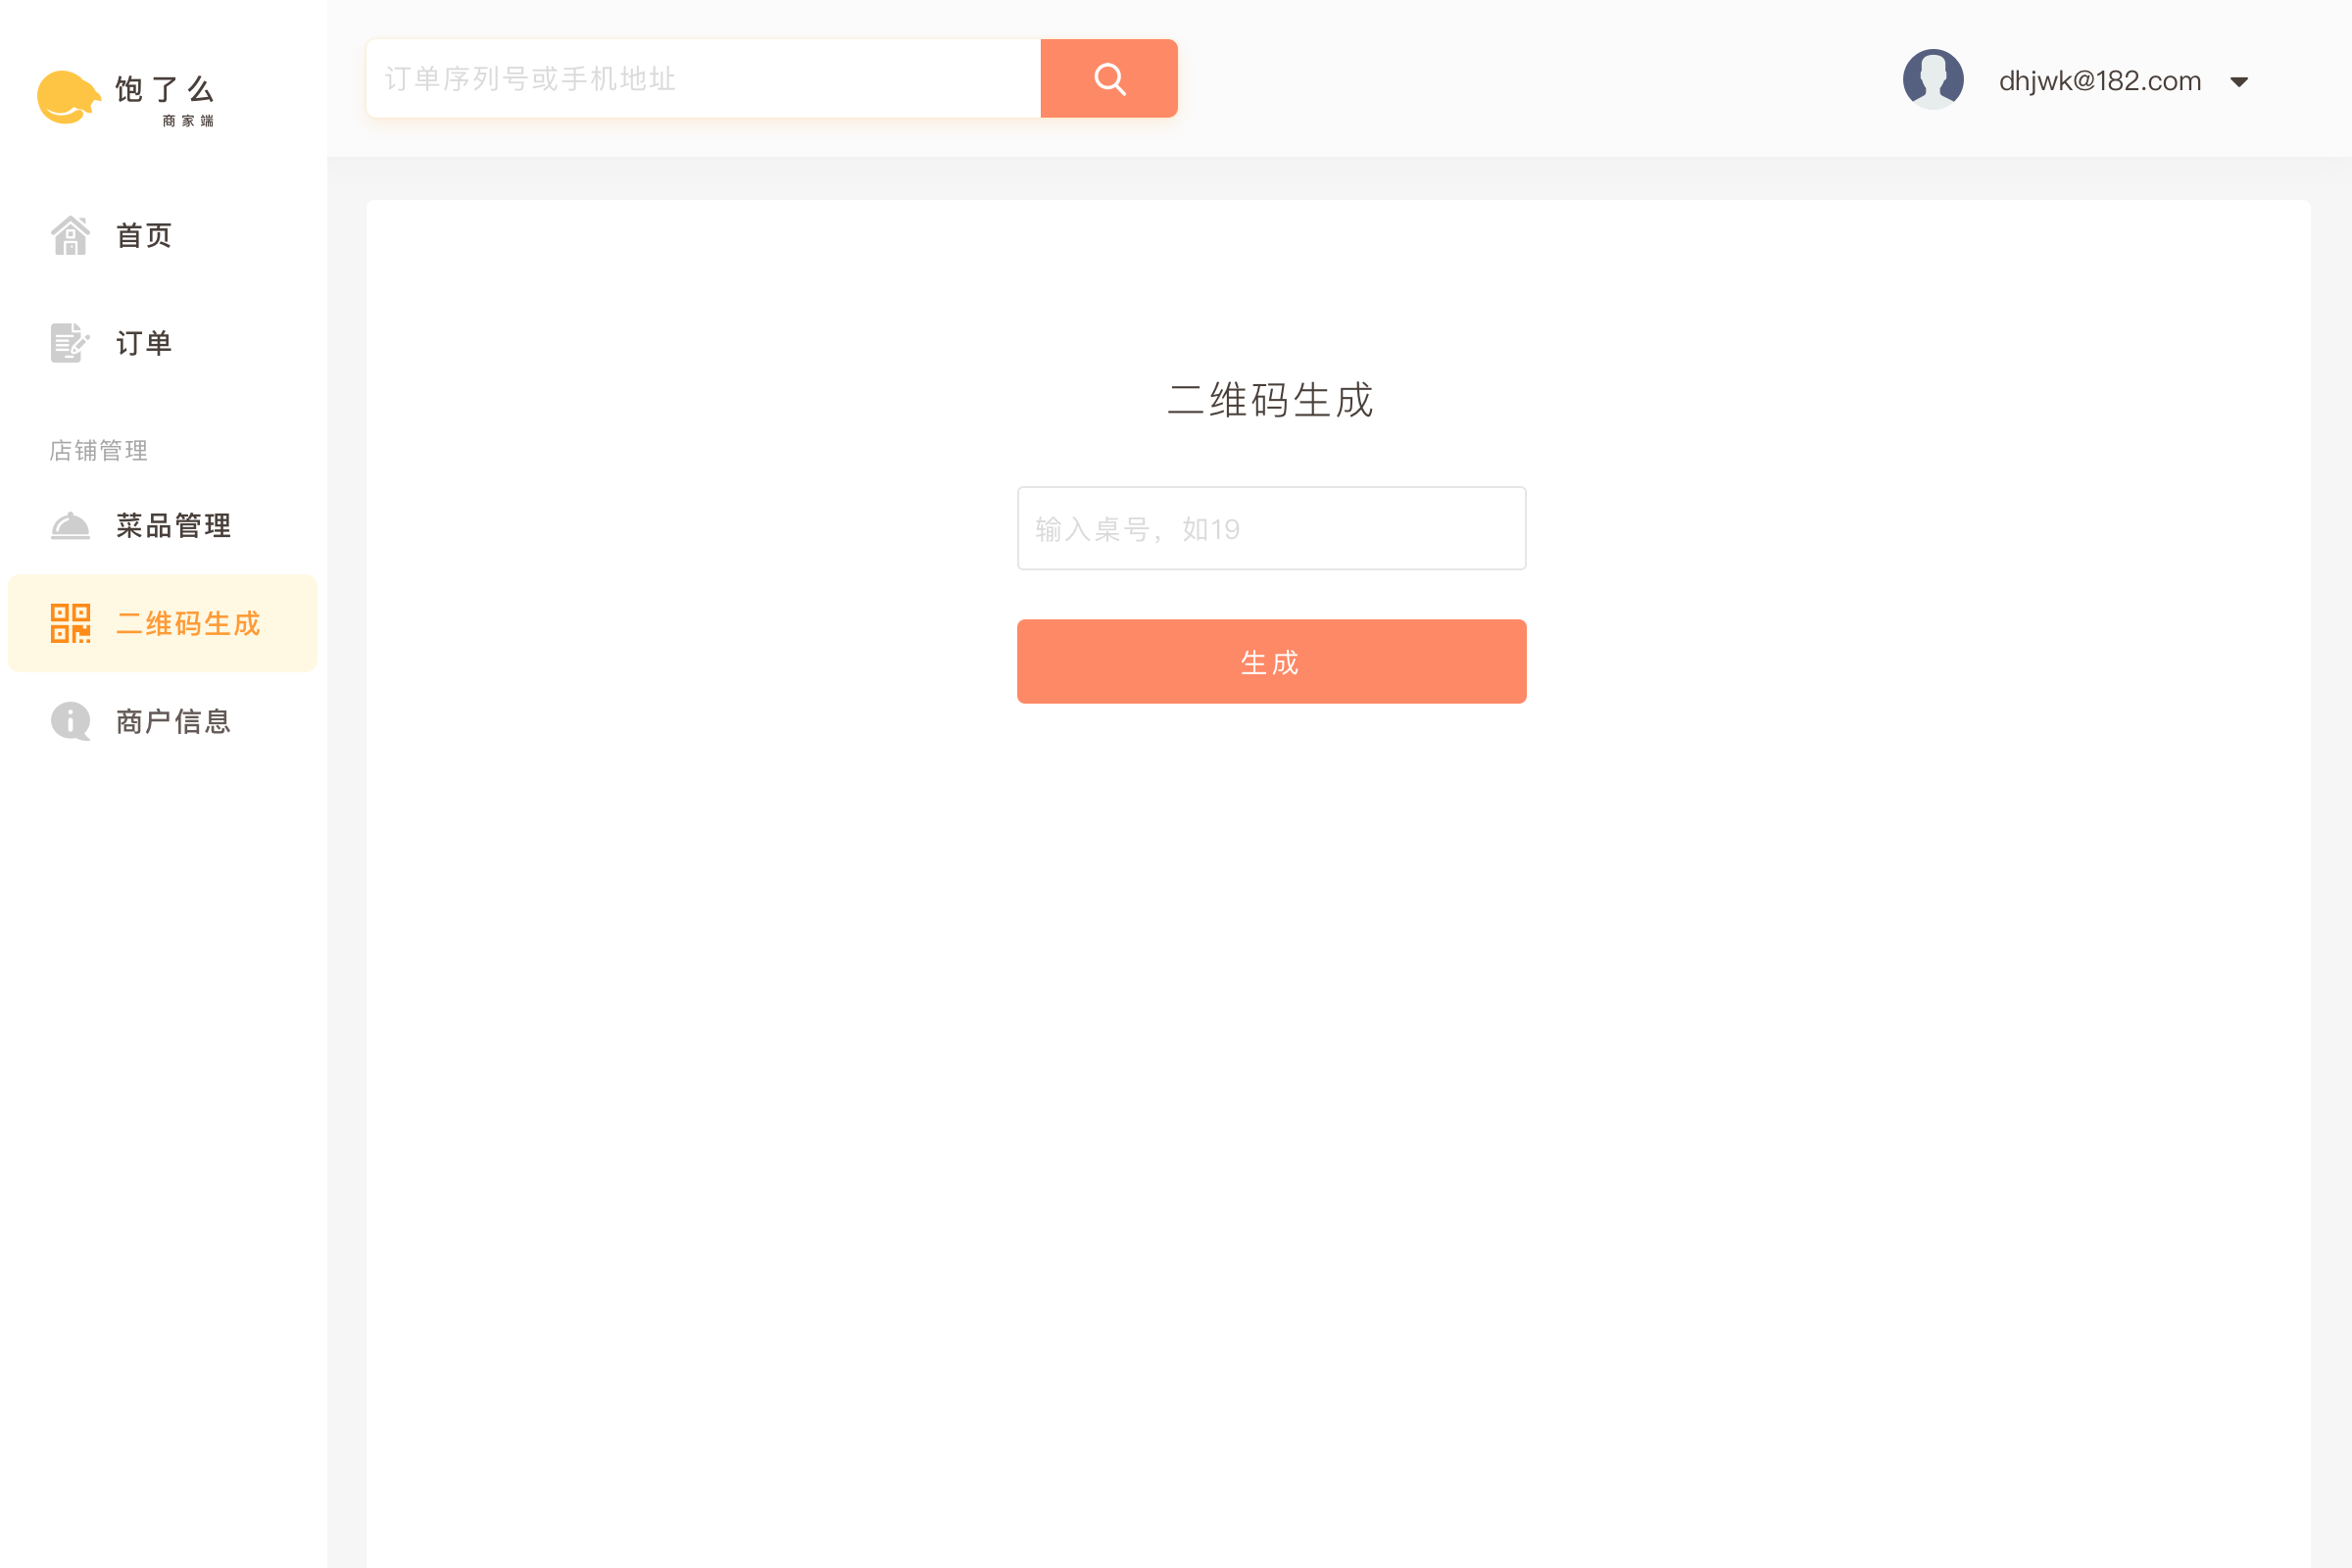 饱了么
商家端
首页
订单
店铺管理
菜品管理
二维码生成
商户信息
订单序列号或手机地址
dhjwk@182.com
二维码生成
输入桌号，如19
生成